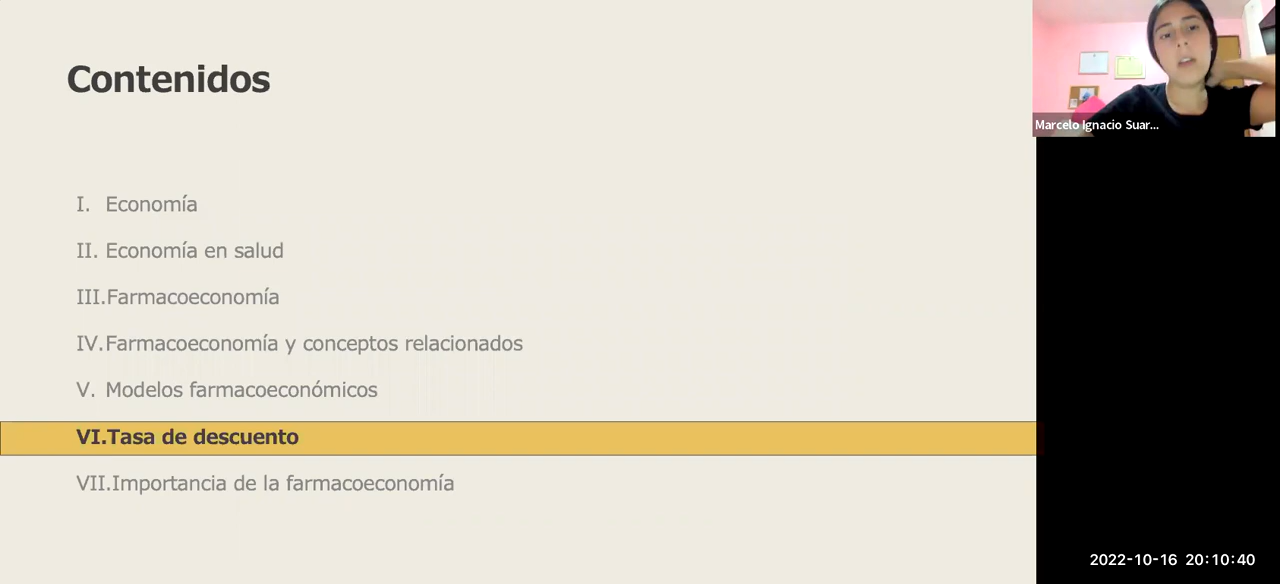 Contenidos
I. Economía
II. Economía en salud
III.Farmacoeconomía
IV.Farmacoeconomía y conceptos relacionados
V. Modelos farmacoeconómicos
VI.Tasa de descuento
VII.Importancia de la farmacoeconomía
Marcelo Ignacio Suar...
2022-10-16 20:10:40